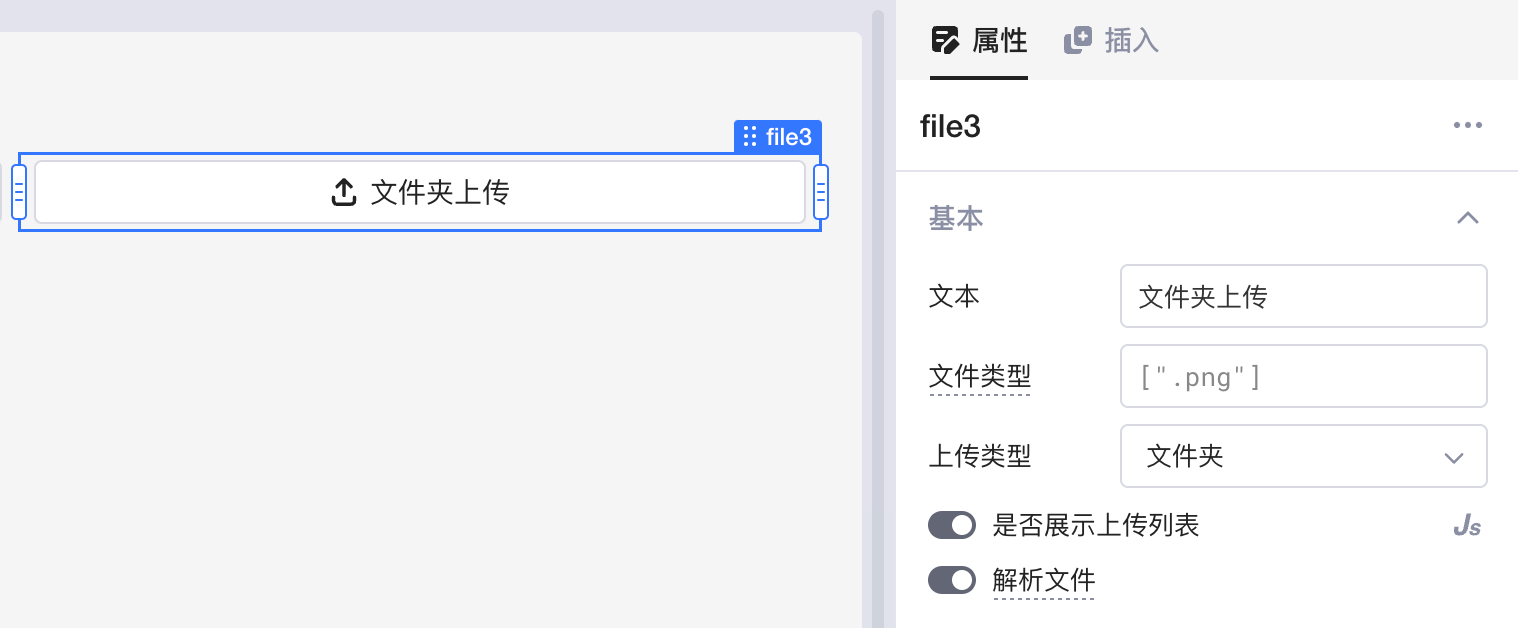 属性
插入
file3
文件夹上传
file3
基本
文本
文件夹上传
文件类型
[".png"]
上传类型
文件夹
是否展示上传列表
JS
解析文件